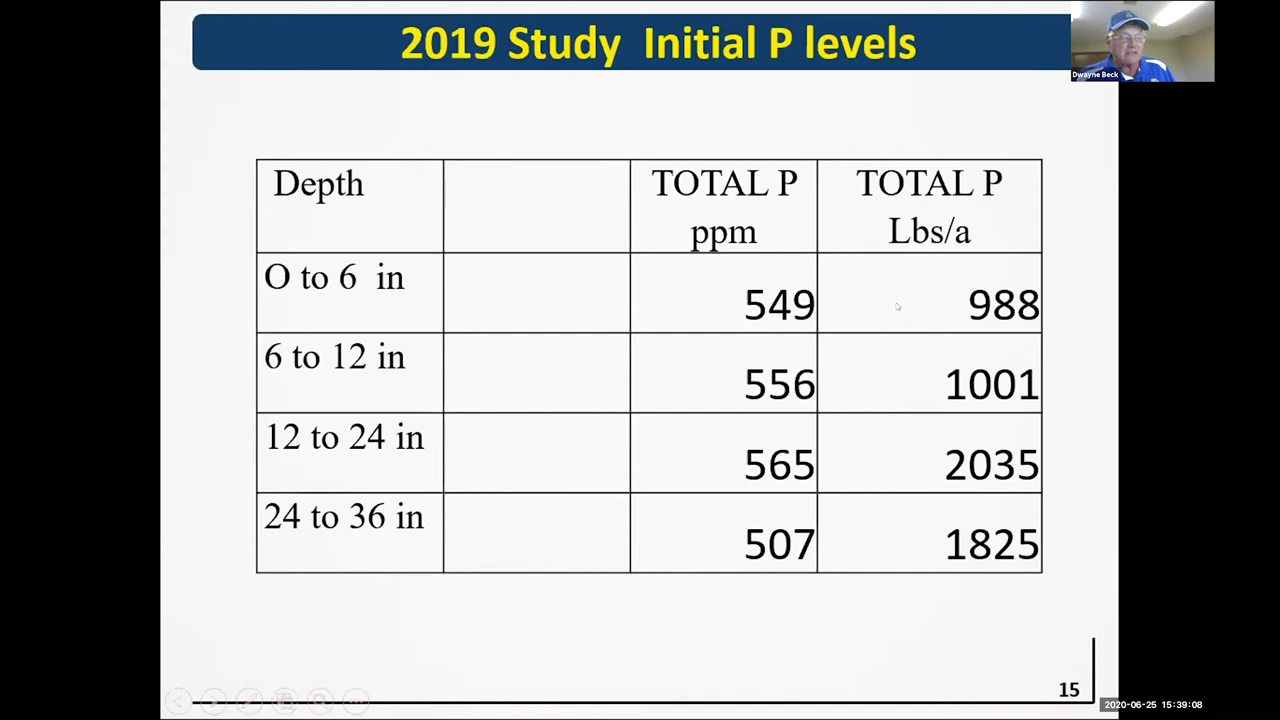 2019 Study Initial P levels
Dwayne Beck
Depth
TOTAL P
ppm
TOTAL P
Lbs/a
O to 6 in
549
988
6 to 12 in
556
1001
12 to 24 in
565
2035
24 to 36 in
507
1825
15
2020-06-25 15:39:08